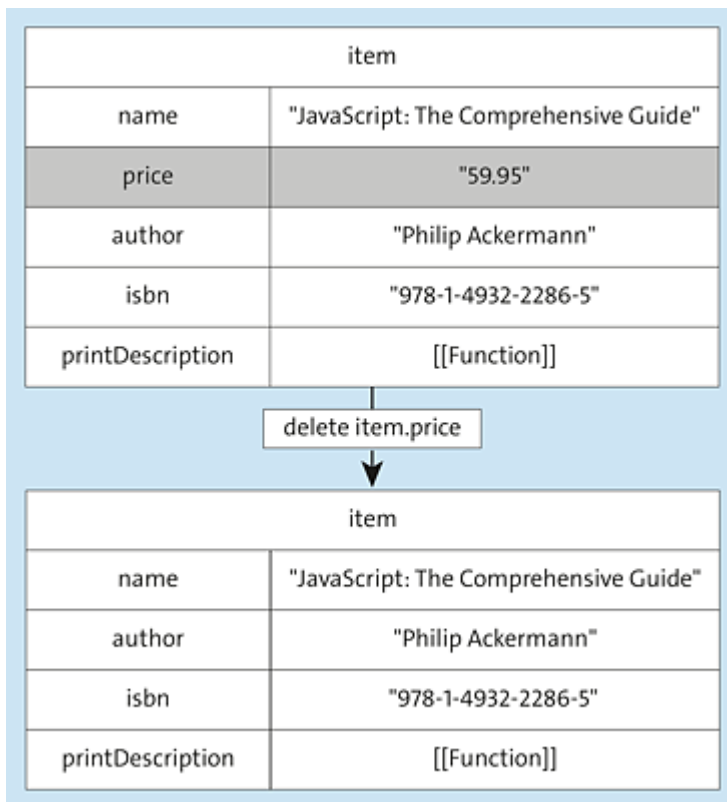 item
name "JavaScript: The Comprehensive Guide"
price "59.95"
author "Philip Ackermann"
isbn "978-1-4932-2286-5"
printDescription [[Function]]
delete item.price
item
name "JavaScript: The Comprehensive Guide"
author "Philip Ackermann"
isbn "978-1-4932-2286-5"
printDescription [[Function]]